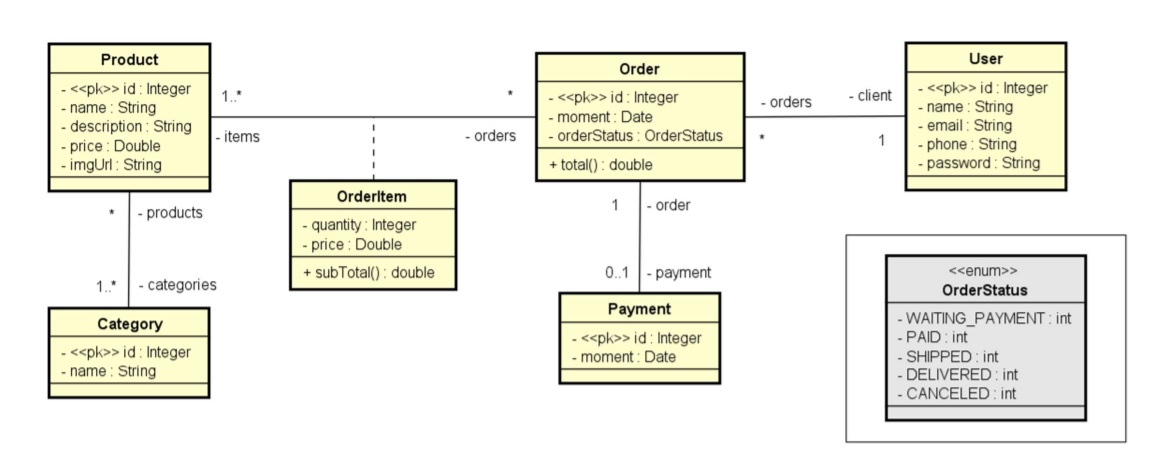 Product
- <<pk>> id : Integer
- name : String
- description : String
- price : Double
- imgUrl : String
1..*
- items
*
- orders
OrderItem
- quantity : Integer
- price : Double
+ subTotal() : double
Order
- <<pk>> id : Integer
- moment : Date
- orderStatus : OrderStatus
+ total() : double
- orders
*
- client
1
User
- <<pk>> id : Integer
- name : String
- email : String
- phone : String
- password : String
* - products
1..* - categories
Category
- <<pk>> id : Integer
- name : String
1 - order
0..1 - payment
Payment
- <<pk>> id : Integer
- moment : Date
<<enum>>
OrderStatus
- WAITING_PAYMENT : int
- PAID : int
- SHIPPED : int
- DELIVERED : int
- CANCELED : int